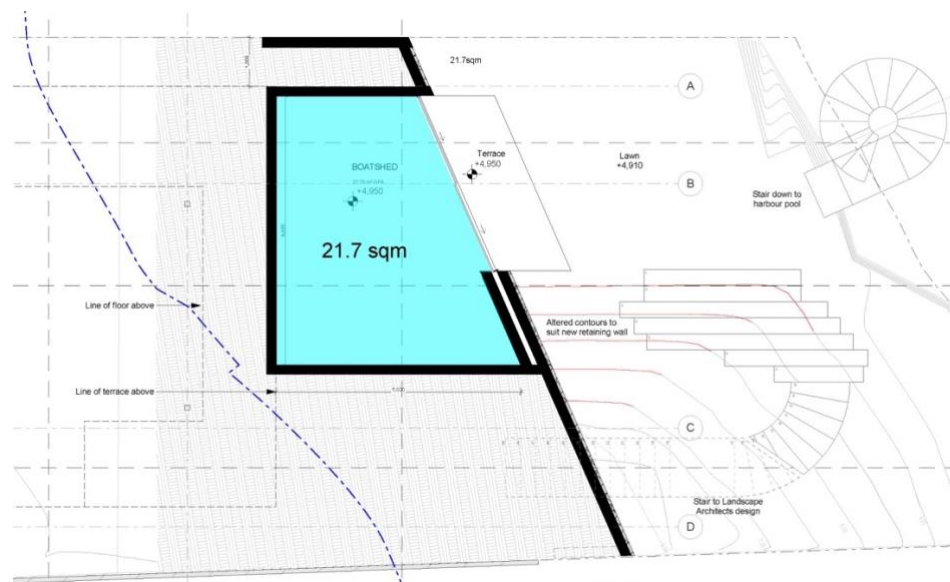 21.7sqm
A
BOATSHED
+4,950
Terrace
+4,950
Lawn
+4,910
B
Stair down to
harbour pool
21.7 sqm
Line of floor above
Altered contours to
suit new retaining wall
Line of terrace above
C
Stair to Landscape
Architects design
D